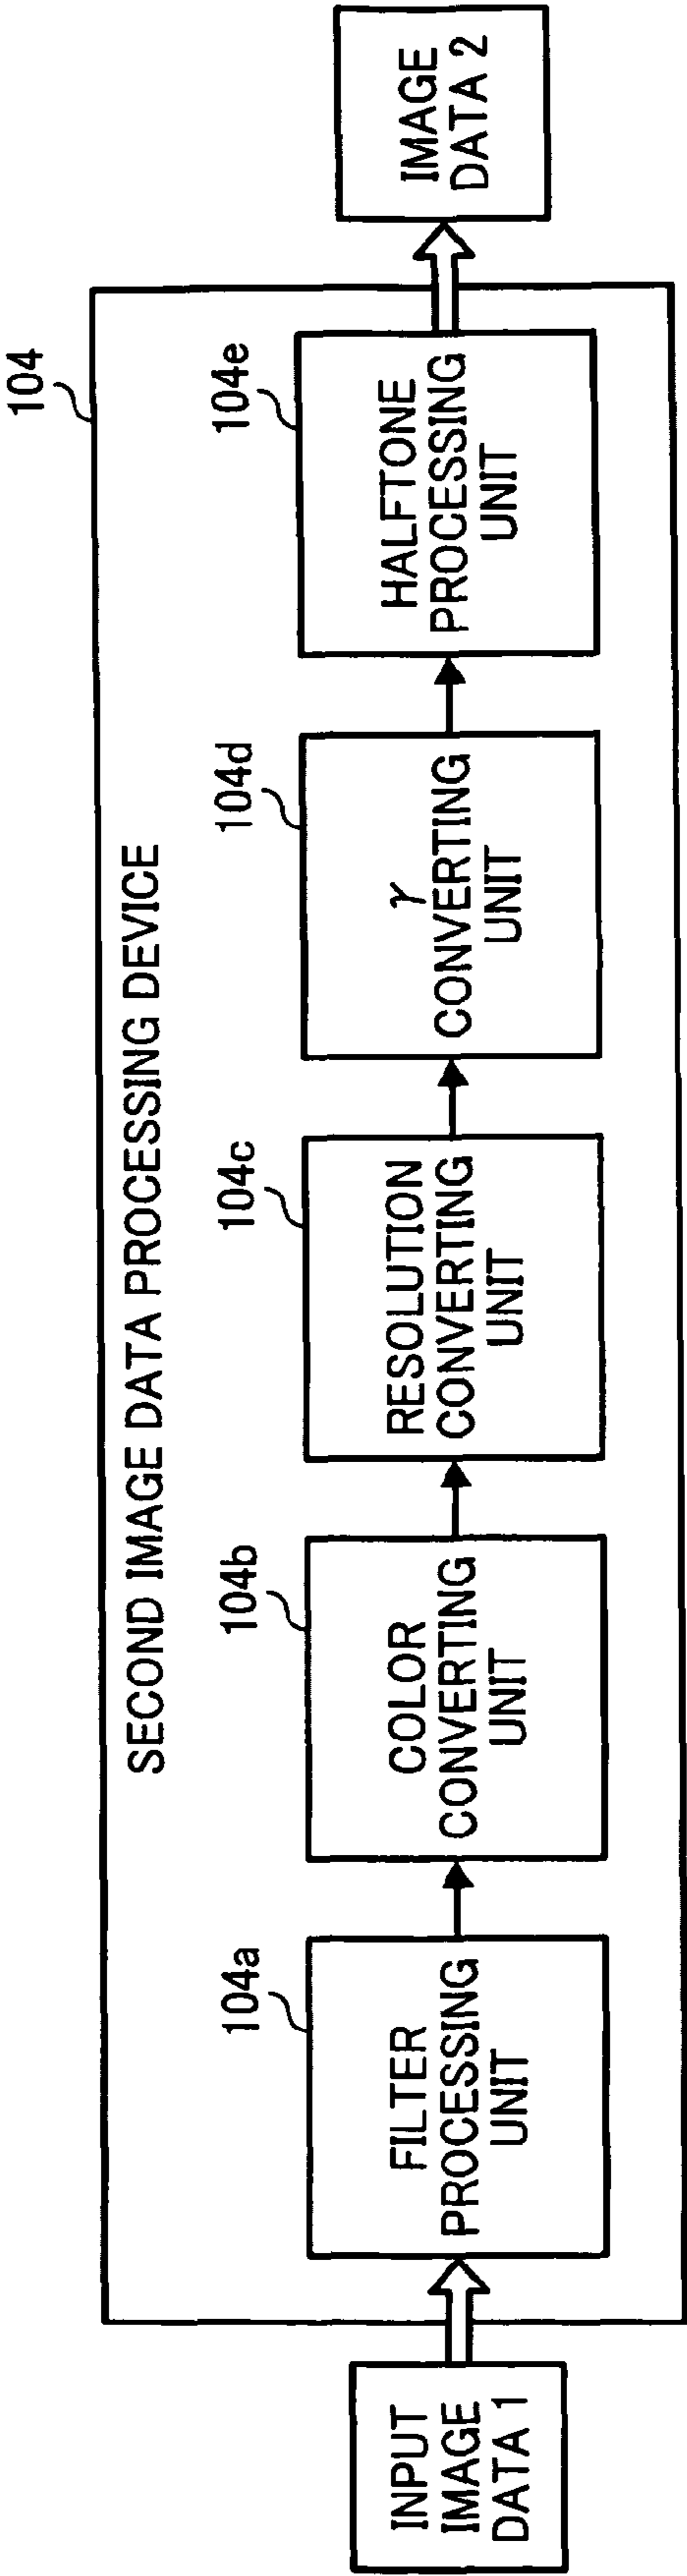 104
SECOND IMAGE DATA PROCESSING DEVICE
INPUT
IMAGE
DATA 1
104a
FILTER
PROCESSING
UNIT
104b
COLOR
CONVERTING
UNIT
104c
RESOLUTION
CONVERTING
UNIT
104d
γ
CONVERTING
UNIT
104e
HALFTONE
PROCESSING
UNIT
IMAGE
DATA 2